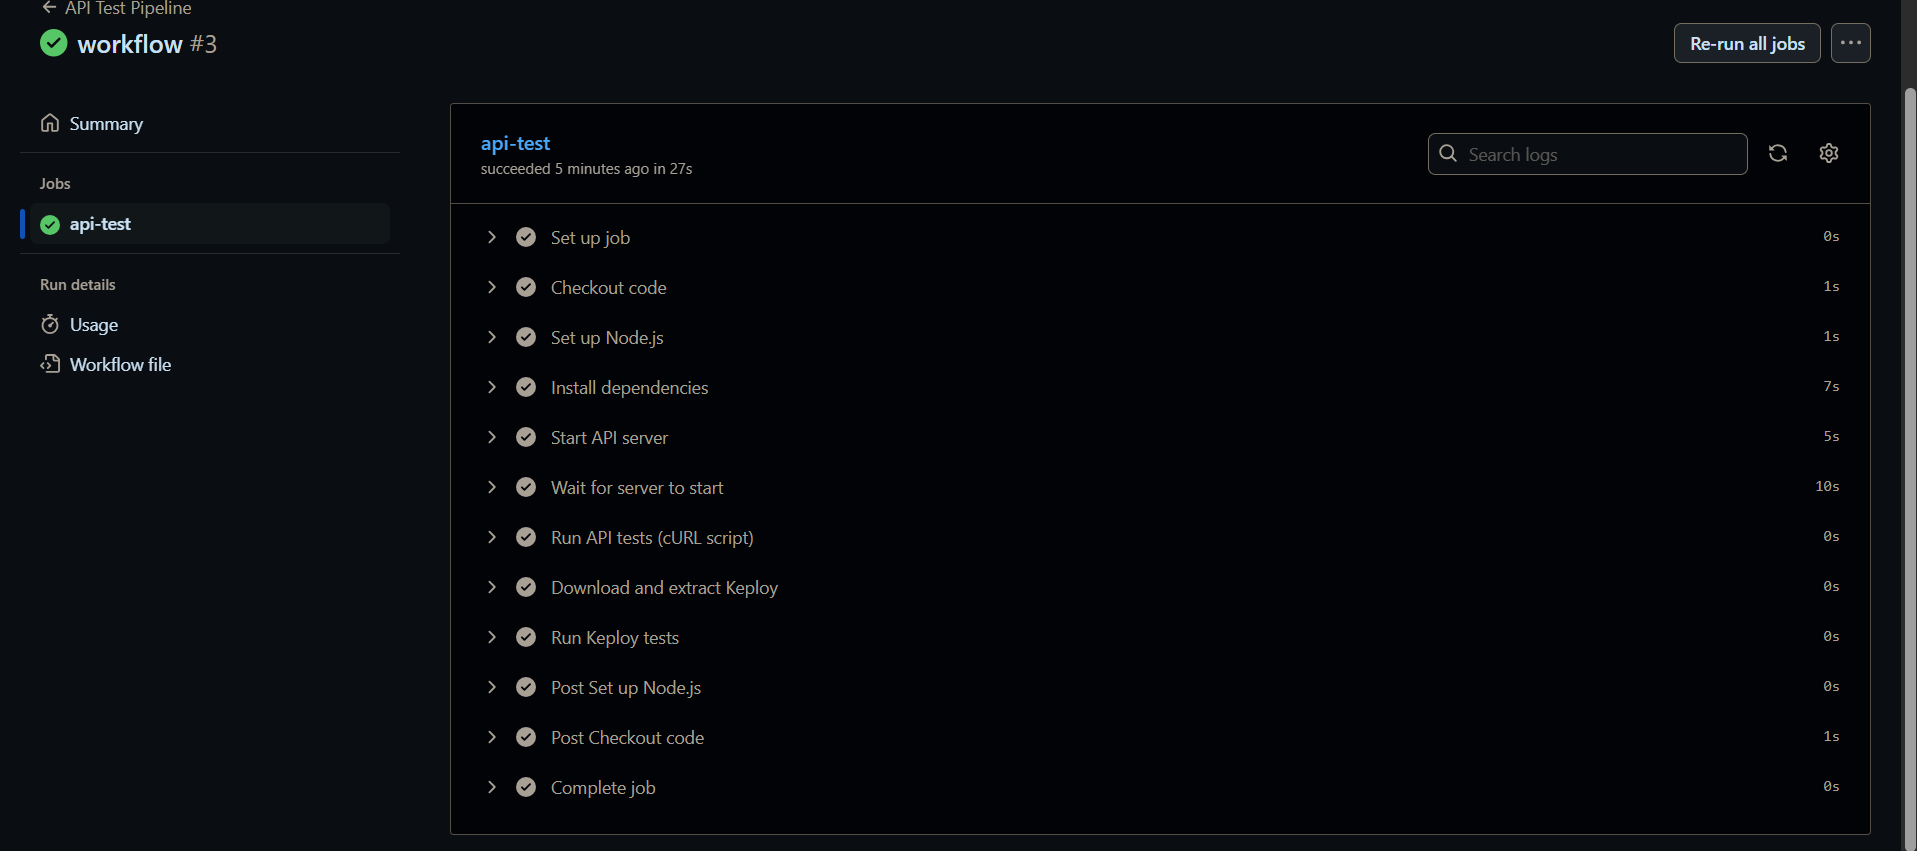 API Test Pipeline
workflow #3
Re-run all jobs
Summary
Jobs
api-test
Run details
Usage
Workflow file
api-test
succeeded 5 minutes ago in 27s
Search logs
Set up job 0s
Checkout code 1s
Set up Node.js 1s
Install dependencies 7s
Start API server 5s
Wait for server to start 10s
Run API tests (cURL script) 0s
Download and extract Keploy 0s
Run Keploy tests 0s
Post Set up Node.js 0s
Post Checkout code 1s
Complete job 0s